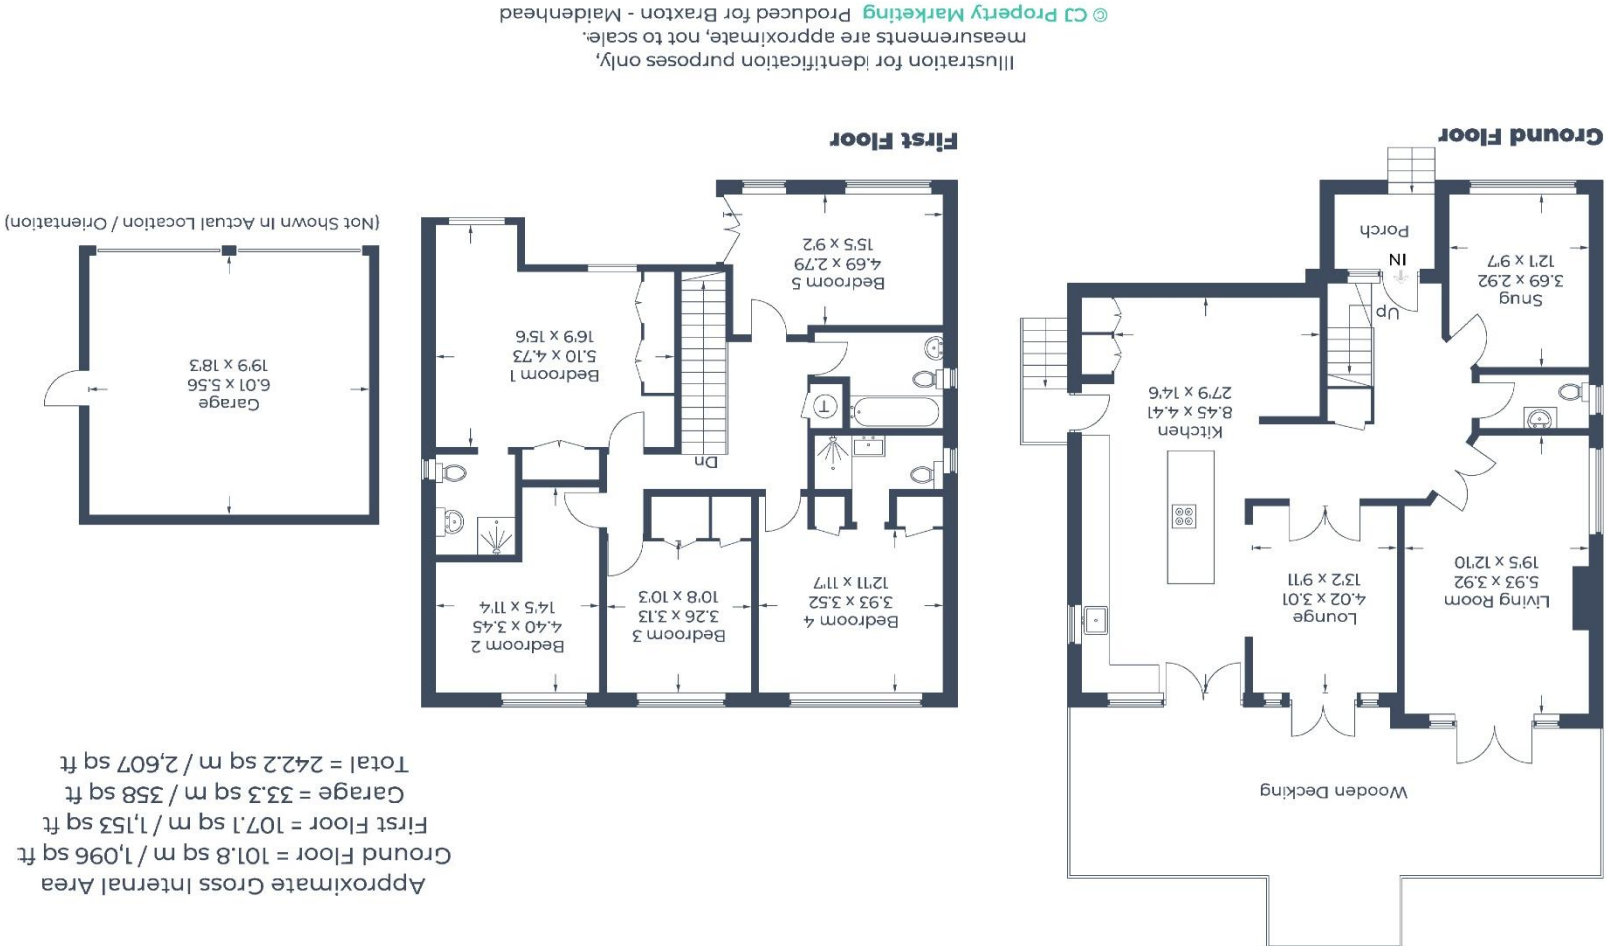 Approximate Gross Internal Area
Ground Floor = 101.8 sq m / 1,096 sq ft
First Floor = 107.1 sq m / 1,153 sq ft
Garage = 33.3 sq m / 358 sq ft
Total = 242.2 sq m / 2,607 sq ft
Wooden Decking
Living Room
5.93 x 3.92
19'5 x 12'10
Lounge
4.02 x 3.01
13'2 x 9'11
Kitchen
8.45 x 4.41
27'9 x 14'6
Snug
3.69 x 2.92
12'1 x 9'7
Up
IN
Porch
Ground Floor
Bedroom 4
3.93 x 3.52
12'11 x 11'7
Bedroom 3
3.26 x 3.13
10'8 x 10'3
Bedroom 2
4.40 x 3.45
14'5 x 11'4
Dn
T
Bedroom 1
5.10 x 4.73
16'9 x 15'6
Bedroom 5
4.69 x 2.79
15'5 x 9'2
First Floor
Garage
6.01 x 5.56
19'9 x 18'3
(Not Shown In Actual Location / Orientation)
Illustration for identification purposes only,
measurements are approximate, not to scale.
© CJ Property Marketing Produced for Braxton - Maidenhead